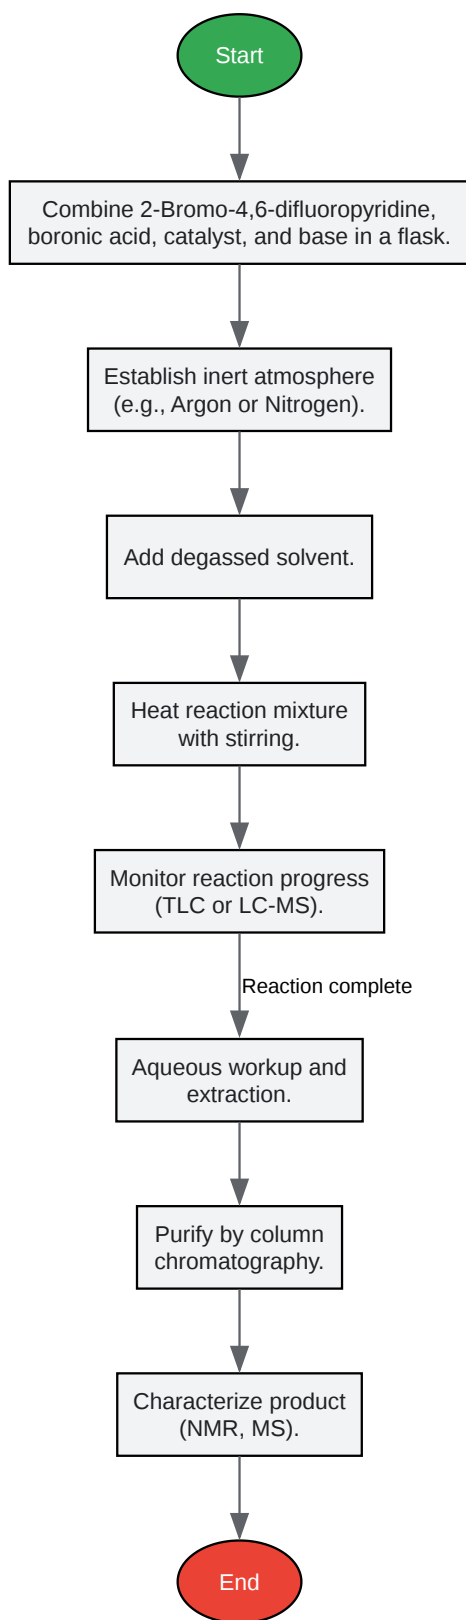 Start
Combine 2-Bromo-4,6-difluoropyridine,
boronic acid, catalyst, and base in a flask.
Establish inert atmosphere
(e.g., Argon or Nitrogen).
Add degassed solvent.
Heat reaction mixture
with stirring.
Monitor reaction progress
(TLC or LC-MS).
Reaction complete
Aqueous workup and
extraction.
Purify by column
chromatography.
Characterize product
(NMR, MS).
End